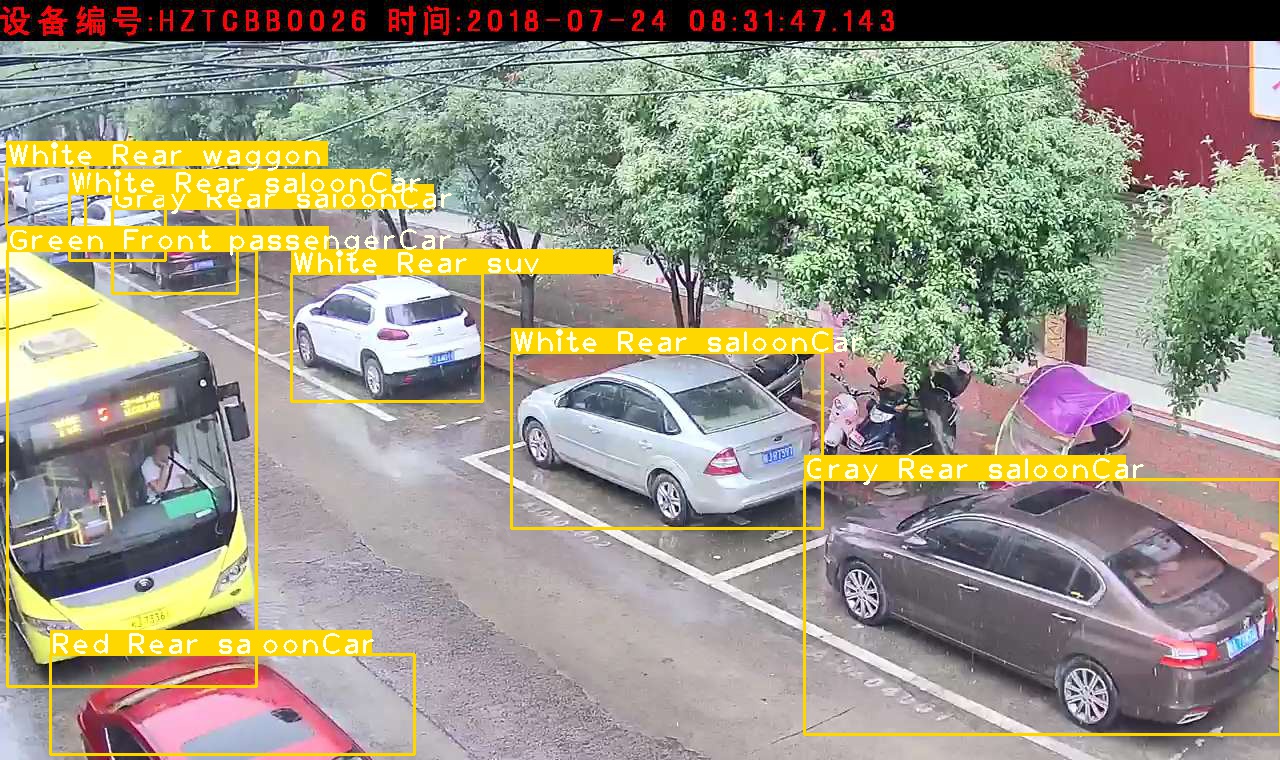 设备编号:HZTCBB0026 时间:2018-07-24 08:31:47.143
White Rear waggon
White Rear saloonCar
Gray Rear saloonCar
Green Front passengerCar
White Rear suv
White Rear saloonCar
Gray Rear saloonCar
Red Rear saloonCar